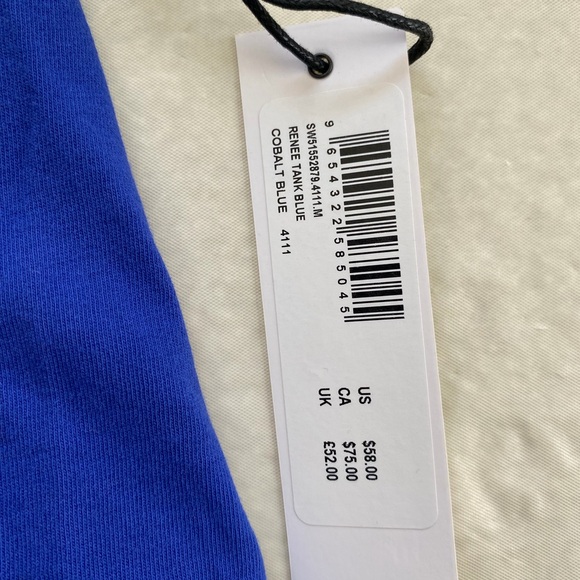 SW51552879.4111.M
RENEE TANK BLUE
COBALT BLUE 4111
9 654322 585045
US $58.00
CA $75.00
UK £52.00